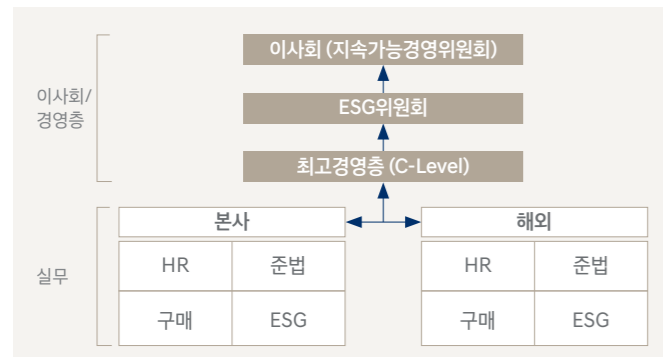 이사회 (지속가능경영위원회)
이사회/
경영층
ESG위원회
최고경영층 (C-Level)
본사
해외
실무
HR
준법
HR
준법
구매
ESG
구매
ESG